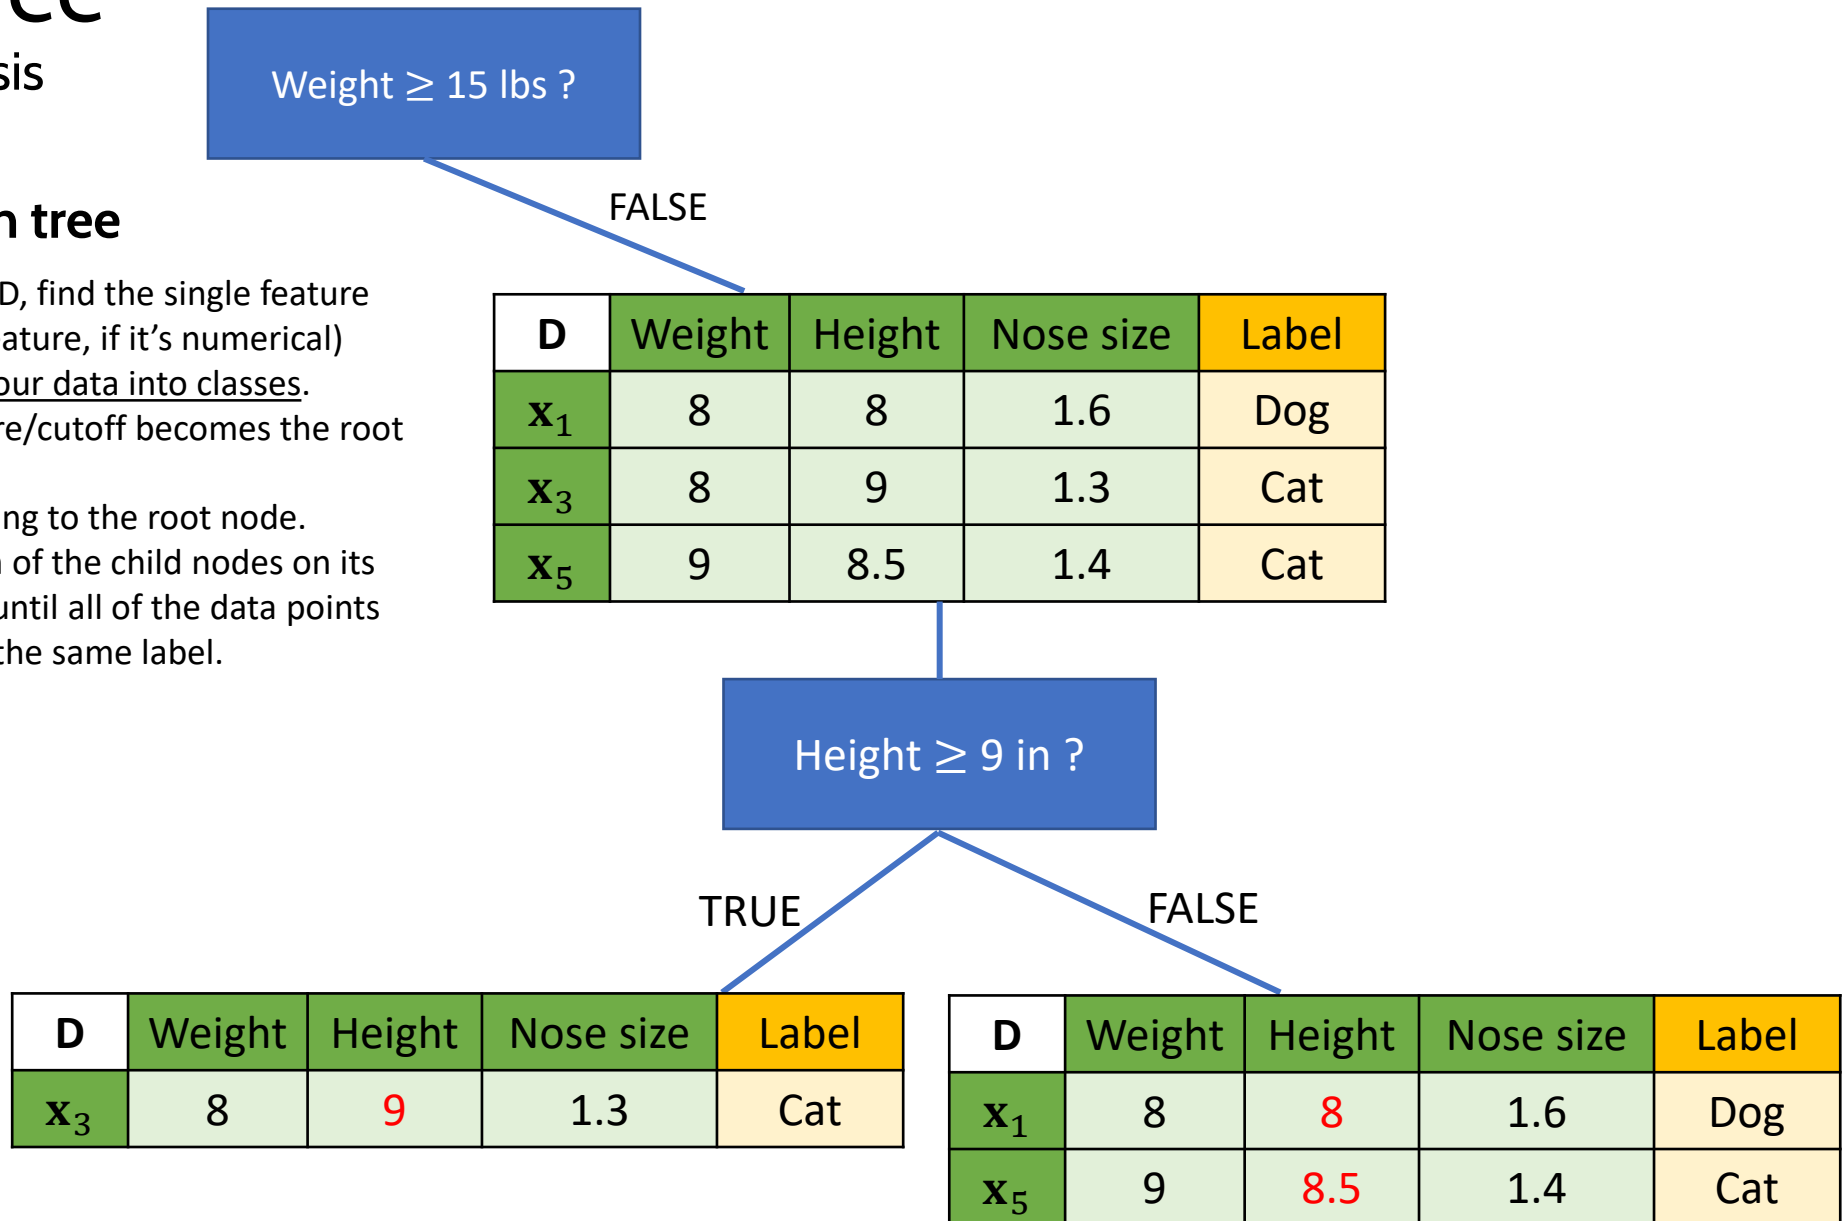 sis
Weight ≥ 15 lbs ?
FALSE
tree
D, find the single feature
ature, if it's numerical)
our data into classes.
re/cutoff becomes the root
ng to the root node.
of the child nodes on its
until all of the data points
the same label.
D Weight Height Nose size Label
x₁ 8 8 1.6 Dog
x₃ 8 9 1.3 Cat
x₅ 9 8.5 1.4 Cat
Height ≥ 9 in ?
TRUE
FALSE
D Weight Height Nose size Label
x₃ 8 9 1.3 Cat
D Weight Height Nose size Label
x₁ 8 8 1.6 Dog
x₅ 9 8.5 1.4 Cat